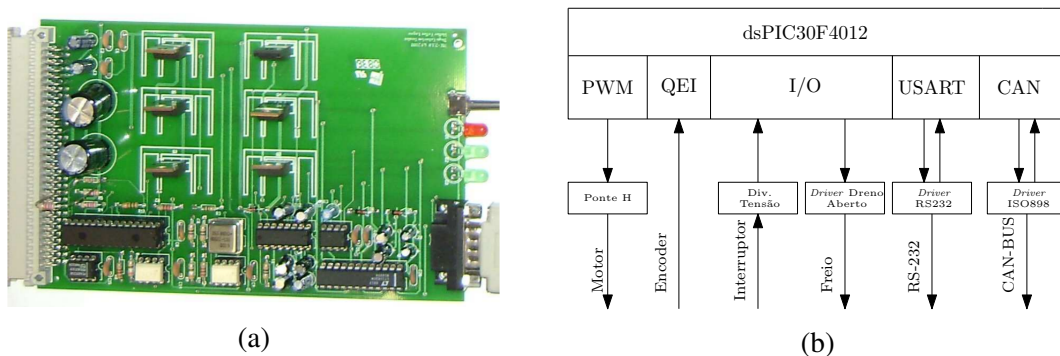 dsPIC30F4012
PWM QEI I/O USART CAN
Ponte H
Div.
Tensão
Driver Dreno
Aberto
Driver
RS232
Driver
ISO898
Motor
Encoder
Interruptor
Freio
RS-232
CAN-BUS
(a)
(b)